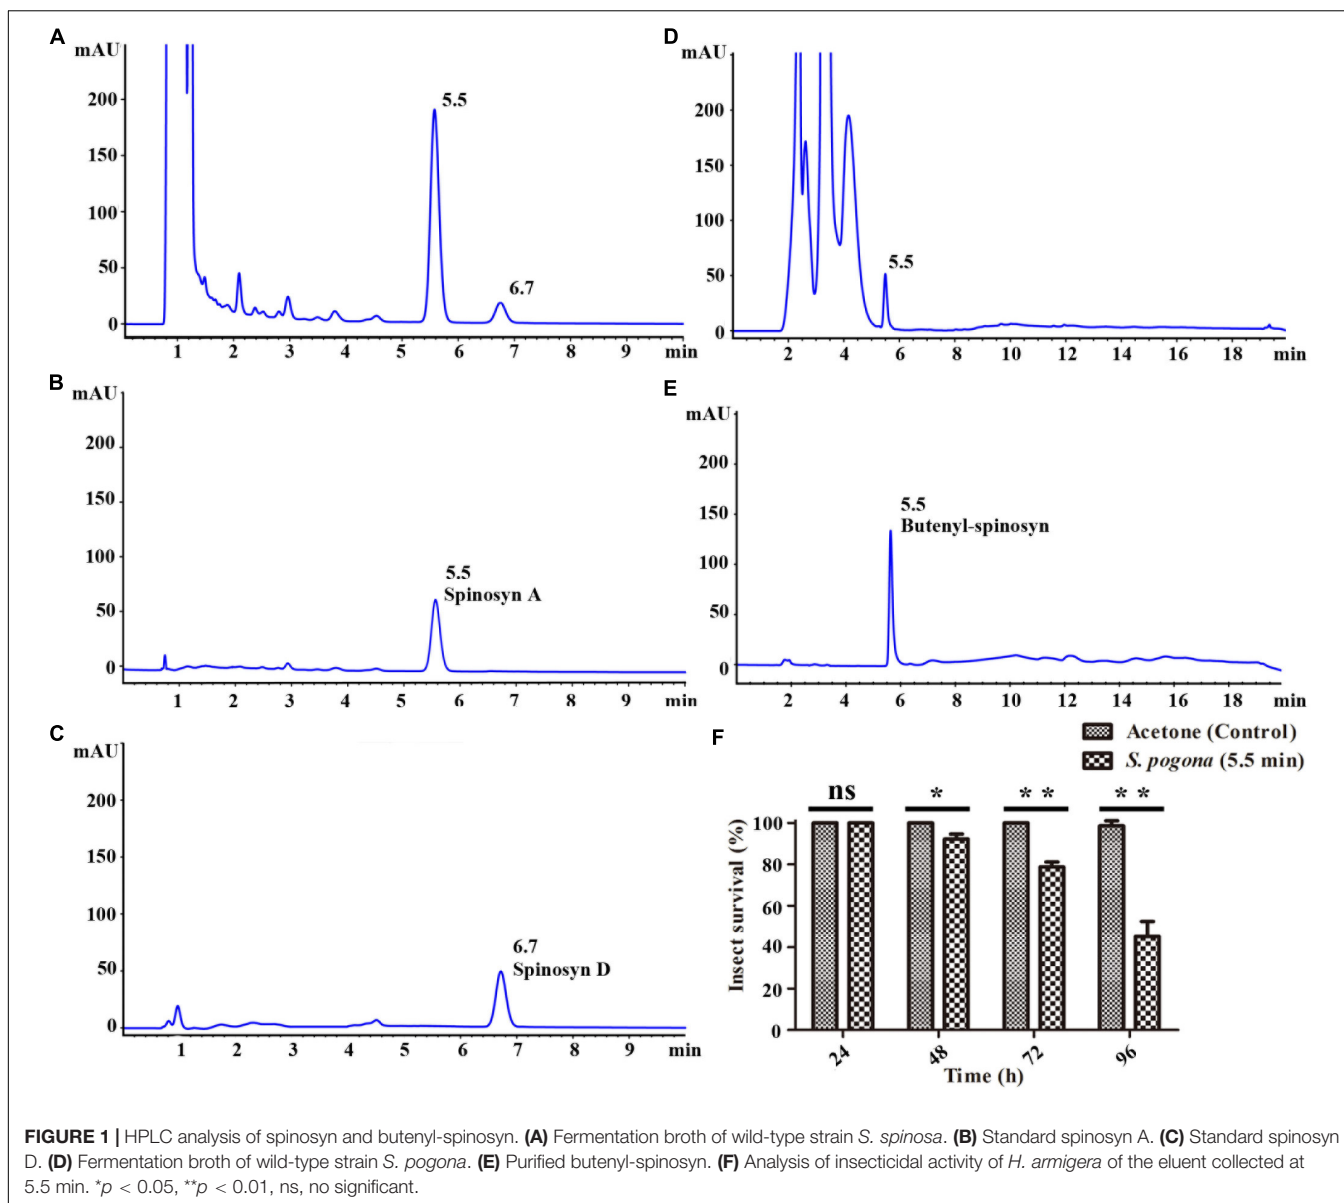 A
mAU
200
150
100
50
0
5.5
6.7
1 2 3 4 5 6 7 8 9 min
B
mAU
200
150
100
50
0
5.5
Spinosyn A
1 2 3 4 5 6 7 8 9 min
C
mAU
200
150
100
50
0
6.7
Spinosyn D
1 2 3 4 5 6 7 8 9 min
D
mAU
200
150
100
50
0
5.5
2 4 6 8 10 12 14 16 18 min
E
mAU
200
150
100
50
0
5.5
Butenyl-spinosyn
2 4 6 8 10 12 14 16 18 min
F
Acetone (Control)
S. pogona (5.5 min)
ns * * * * *
Insect survival (%)
100
80
60
40
20
0
24 48 72 96
Time (h)
FIGURE 1 | HPLC analysis of spinosyn and butenyl-spinosyn. (A) Fermentation broth of wild-type strain S. spinosa. (B) Standard spinosyn A. (C) Standard spinosyn
D. (D) Fermentation broth of wild-type strain S. pogona. (E) Purified butenyl-spinosyn. (F) Analysis of insecticidal activity of H. armigera of the eluent collected at
5.5 min. *p < 0.05, **p < 0.01, ns, no significant.